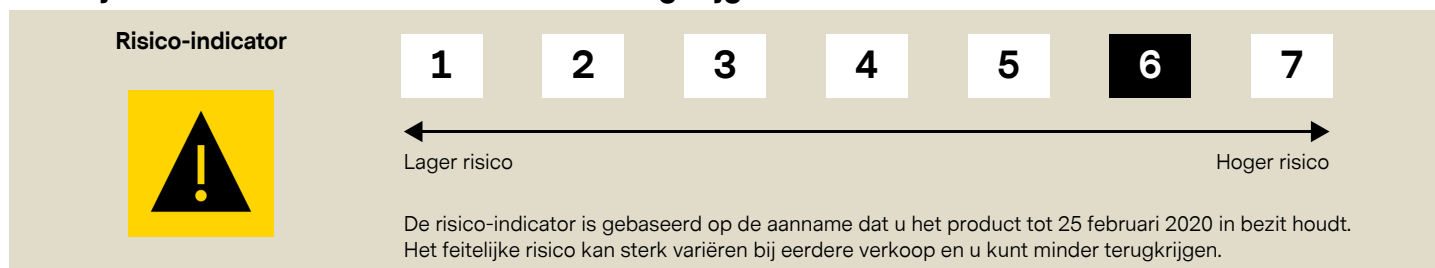 Risico-indicator
1 2 3 4 5 6 7
Lager risico Hoger risico
De risico-indicator is gebaseerd op de aanname dat u het product tot 25 februari 2020 in bezit houdt.
Het feitelijke risico kan sterk variëren bij eerdere verkoop en u kunt minder terugkrijgen.